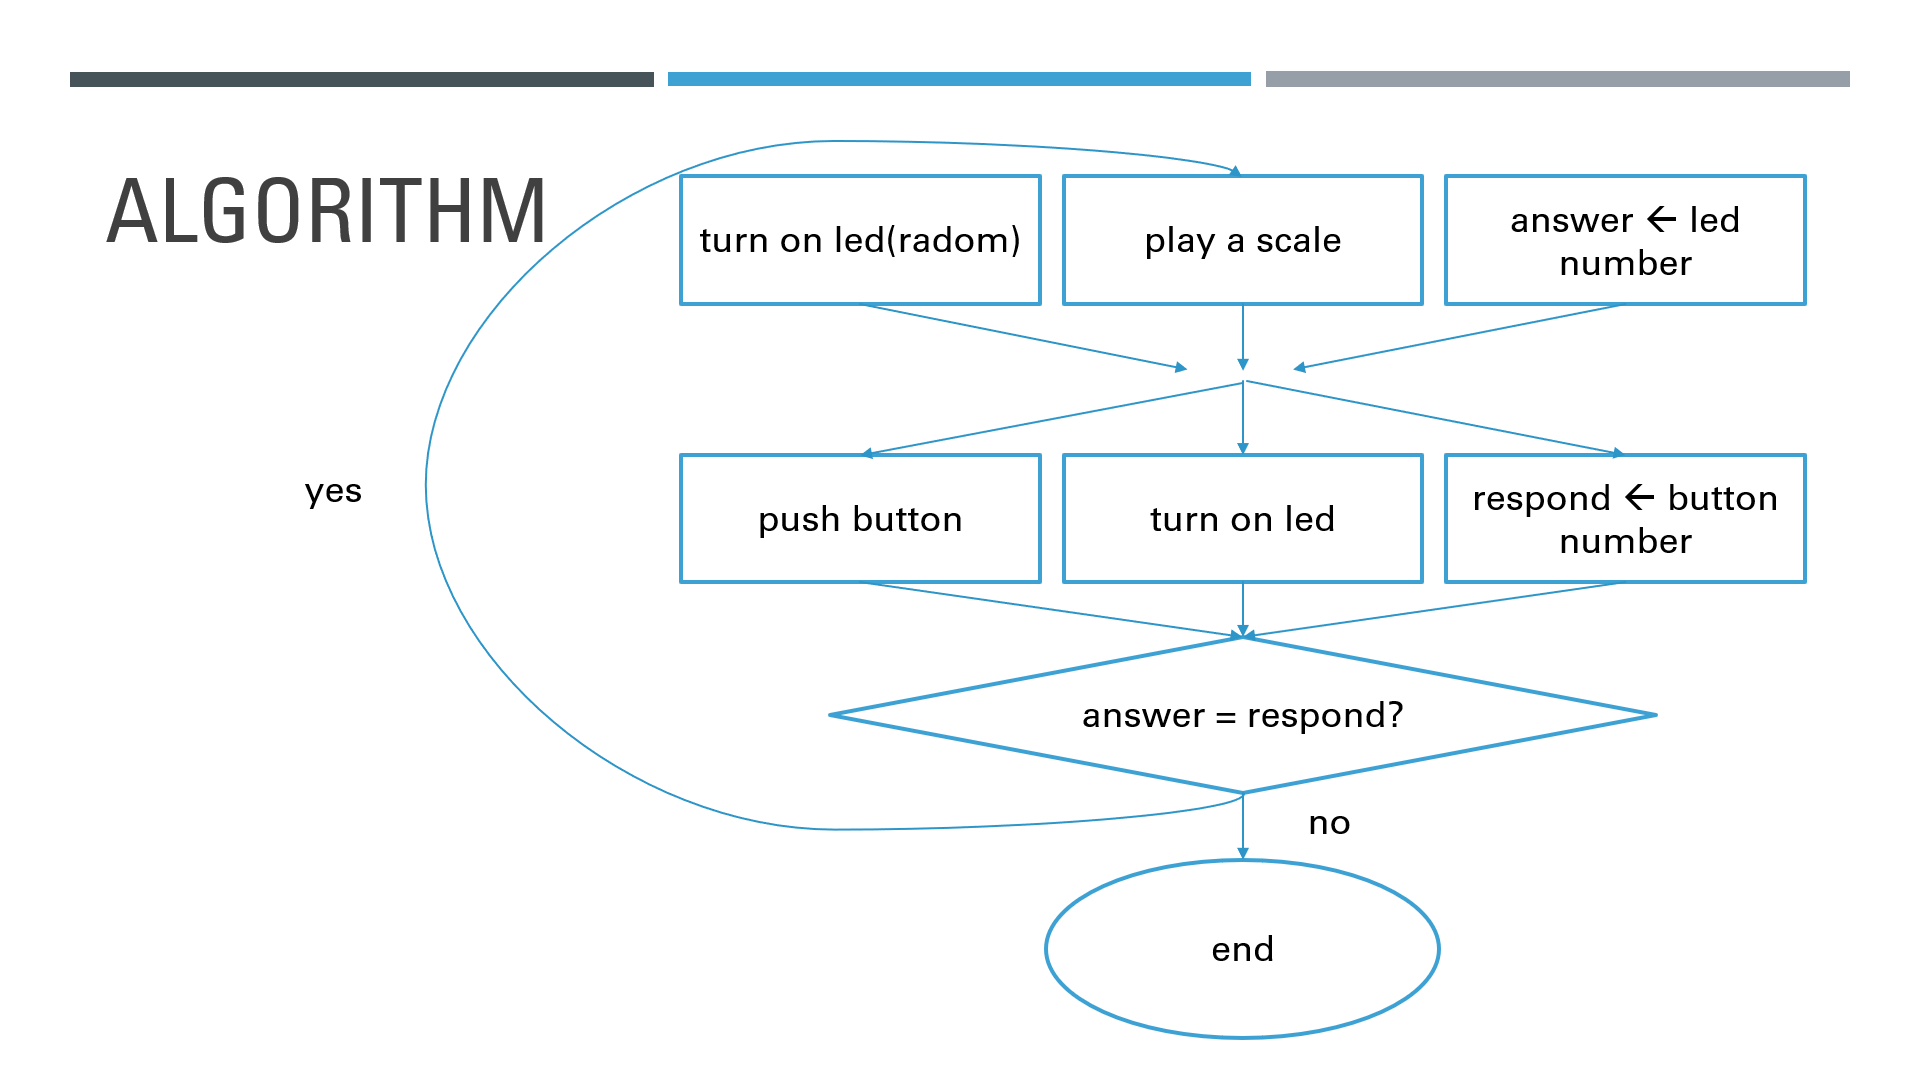 ALGORITHM
turn on led(radom)
play a scale
answer ← led
number
yes
push button
turn on led
respond ← button
number
answer = respond?
no
end